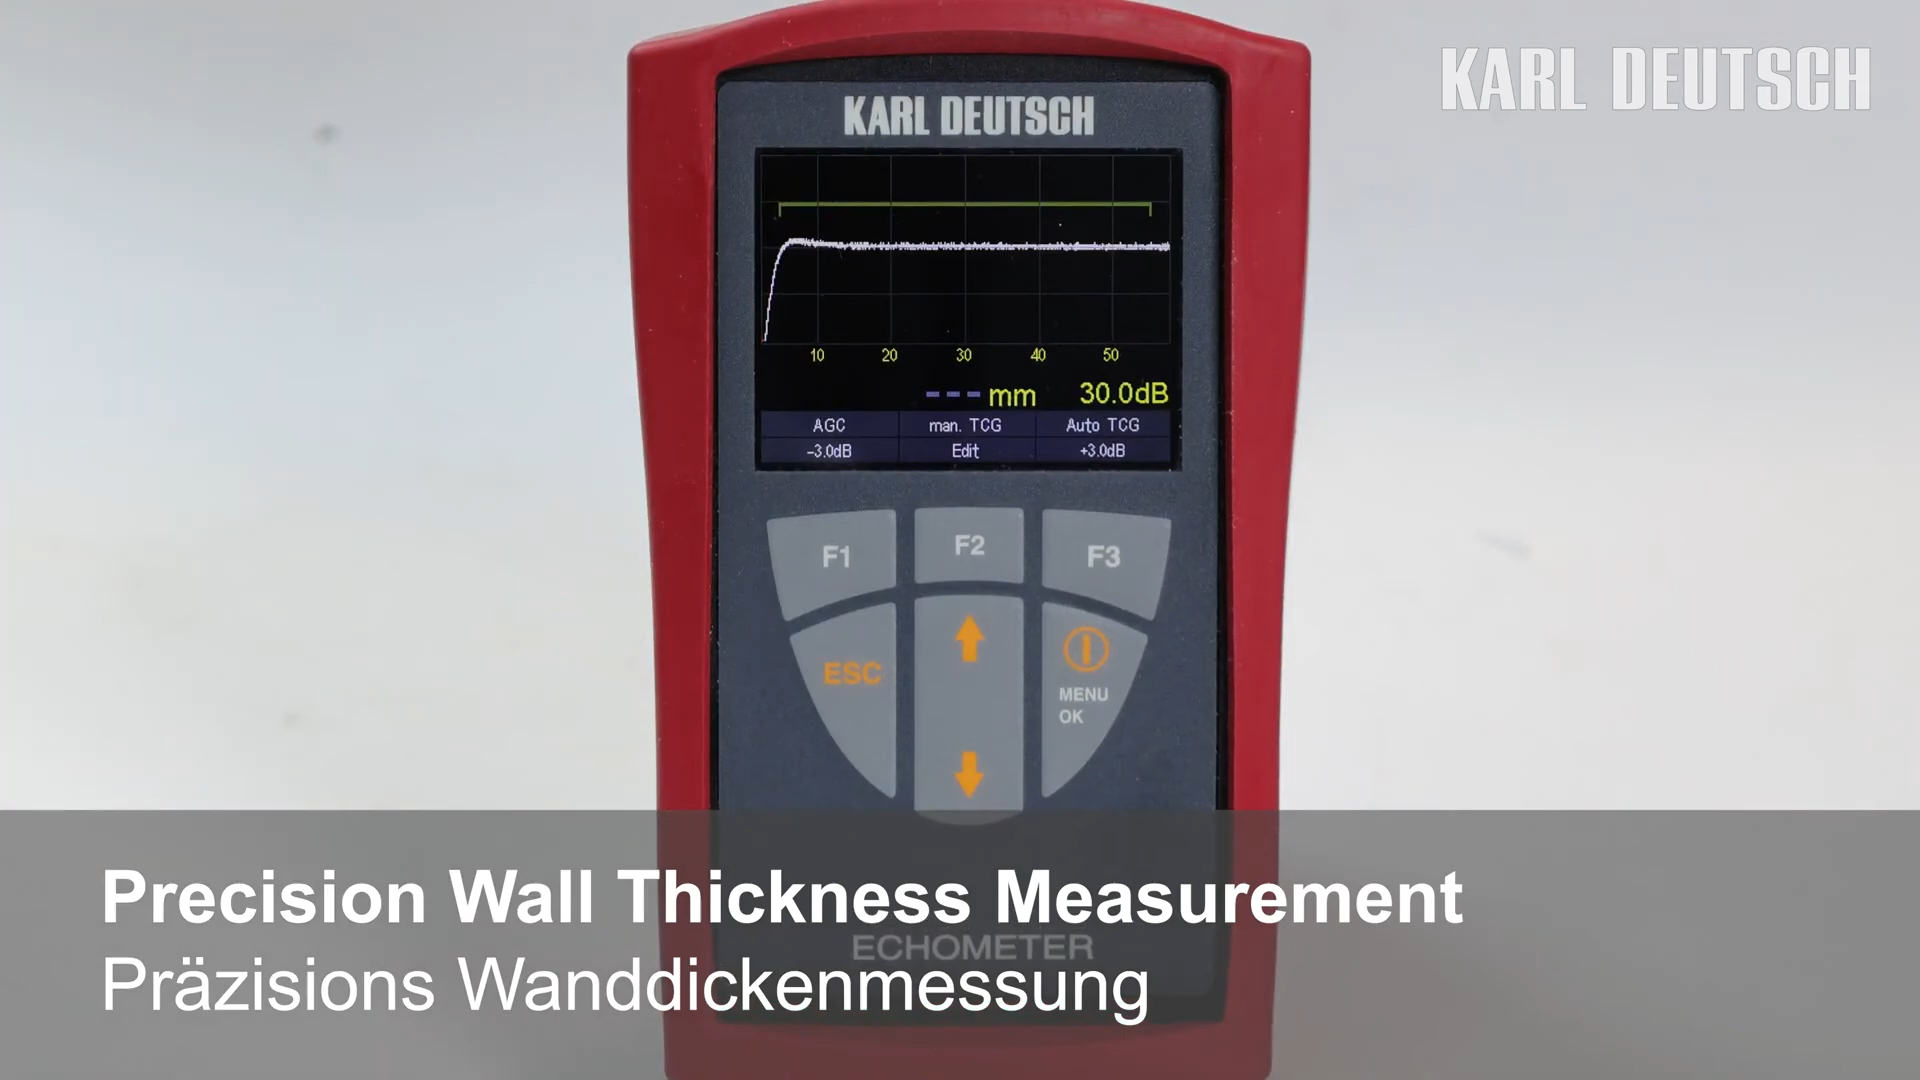 KARL DEUTSCH
KARL DEUTSCH
10 20 30 40 50
--- mm 30.0dB
AGC man. TCG Auto TCG
-3.0dB Edit +3.0dB
F1 F2 F3
ESC
MENU
OK
Precision Wall Thickness Measurement
ECHOMETER
Präzisions Wanddickenmessung